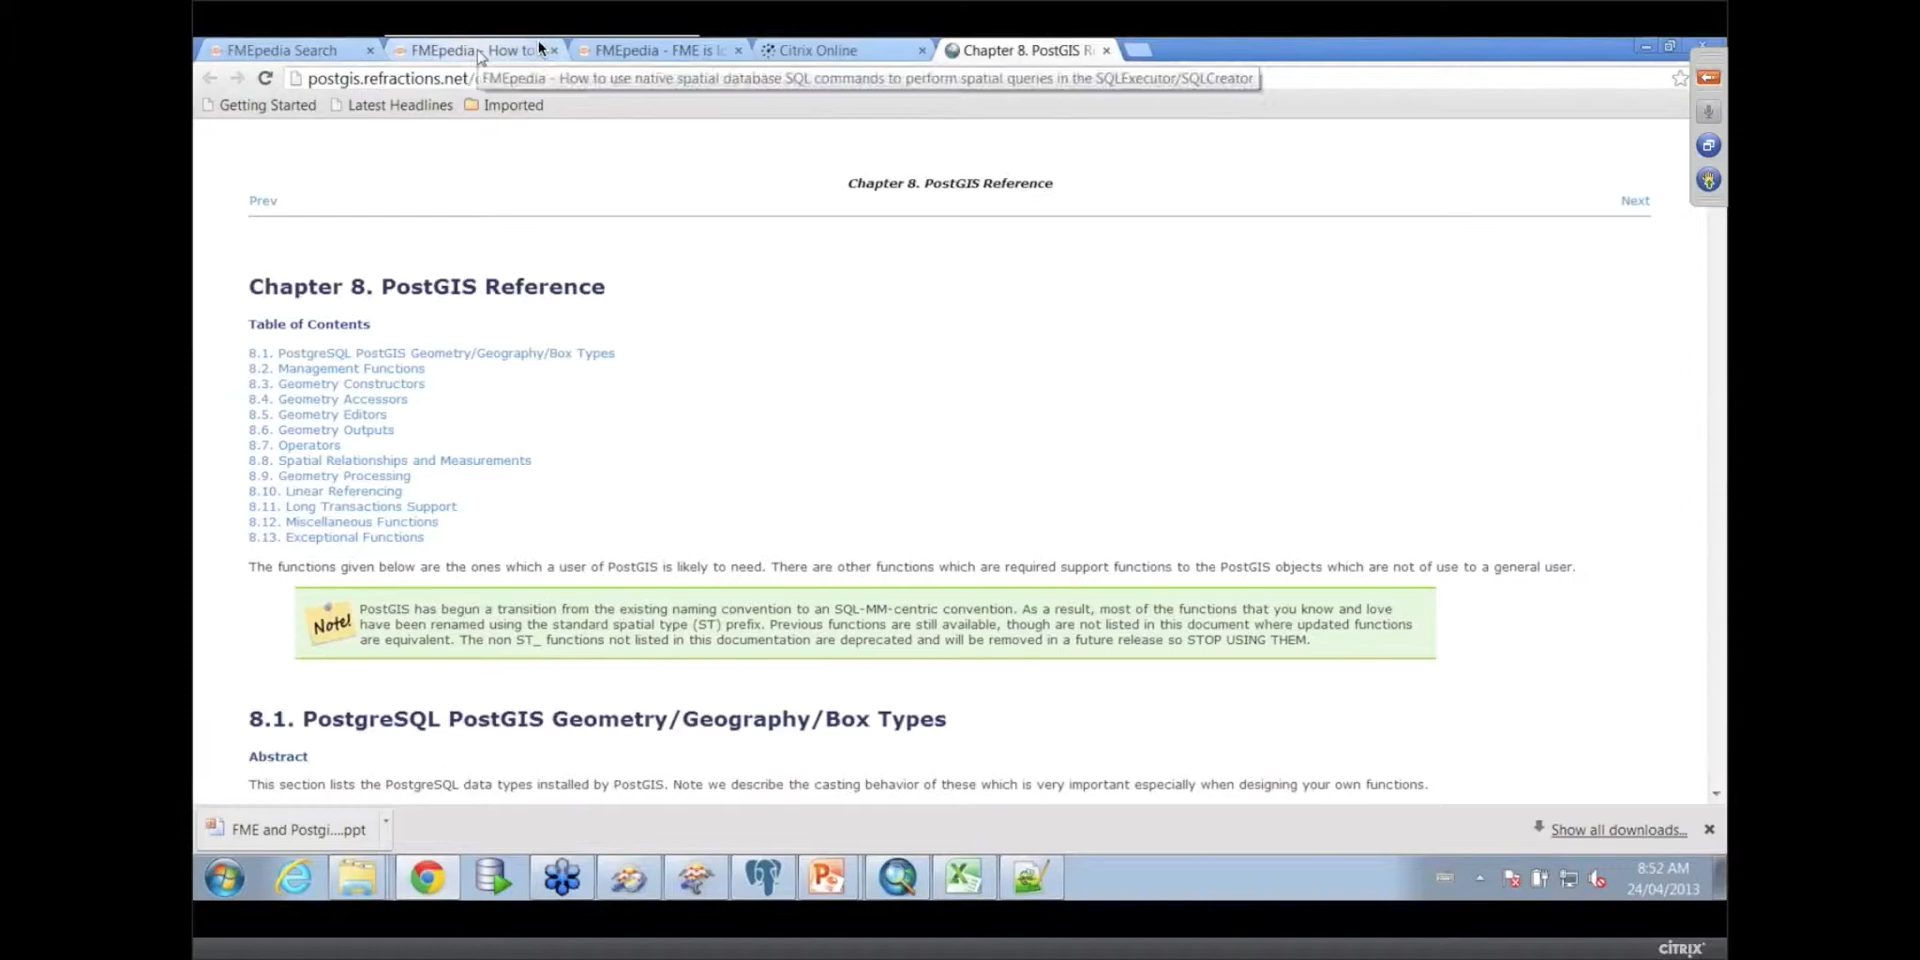 FMEpedia Search
FMEpedia - How to
FMEpedia - FME is
Citrix Online
Chapter 8. PostGIS R
postgis.refractions.net/
FMEpedia - How to use native spatial database SQL commands to perform spatial queries in the SQLExecutor/SQLCreator
Getting Started
Latest Headlines
Imported
Chapter 8. PostGIS Reference
Prev
Next
Chapter 8. PostGIS Reference
Table of Contents
8.1. PostgreSQL PostGIS Geometry/Geography/Box Types
8.2. Management Functions
8.3. Geometry Constructors
8.4. Geometry Accessors
8.5. Geometry Editors
8.6. Geometry Outputs
8.7. Operators
8.8. Spatial Relationships and Measurements
8.9. Geometry Processing
8.10. Linear Referencing
8.11. Long Transactions Support
8.12. Miscellaneous Functions
8.13. Exceptional Functions
The functions given below are the ones which a user of PostGIS is likely to need. There are other functions which are required support functions to the PostGIS objects which are not of use to a general user.
Note!
PostGIS has begun a transition from the existing naming convention to an SQL-MM-centric convention. As a result, most of the functions that you know and love
have been renamed using the standard spatial type (ST) prefix. Previous functions are still available, though are not listed in this document where updated functions
are equivalent. The non ST_ functions not listed in this documentation are deprecated and will be removed in a future release so STOP USING THEM.
8.1. PostgreSQL PostGIS Geometry/Geography/Box Types
Abstract
This section lists the PostgreSQL data types installed by PostGIS. Note we describe the casting behavior of these which is very important especially when designing your own functions.
FME and Postgi....ppt
Show all downloads...
8:52 AM
24/04/2013
CITRIX